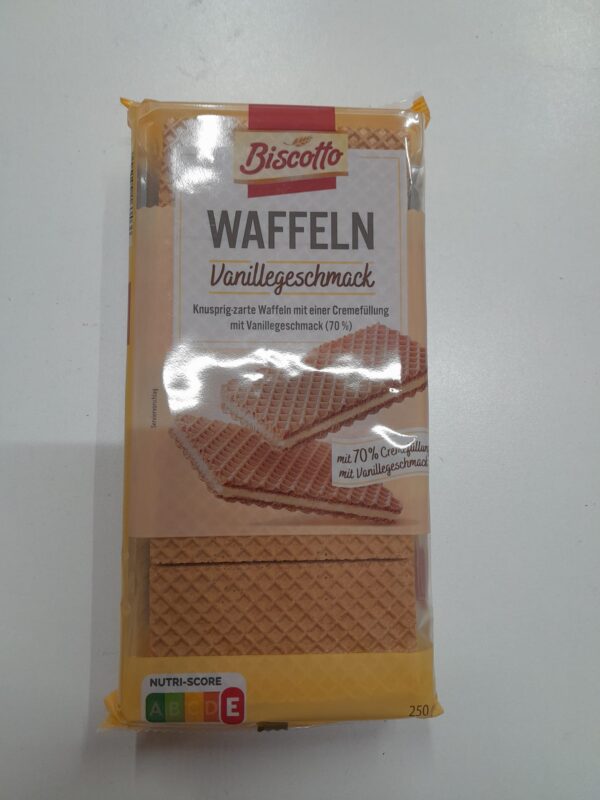 Biscotto
WAFFELN
Vanillegeschmack
Knusprig-zarte Waffeln mit einer Cremefüllung
mit Vanillegeschmack (70 %)
mit 70% Cremefüllung
mit Vanillegeschmack
Serviervorschlag
NUTRI-SCORE
A B C D E
250